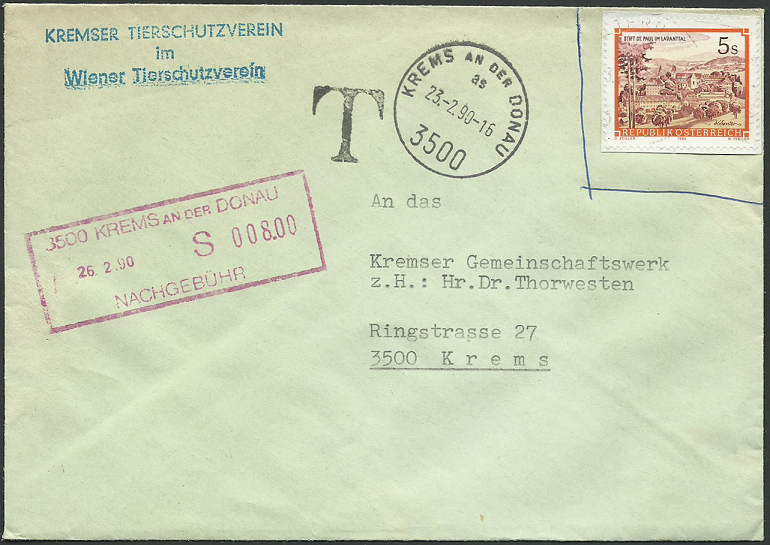 KREMSER TIERSCHUTZVEREIN
im
Wiener Tierschutzverein
T
KREMS AN DER DONAU
as
23.-2.90-16
3500
STIFT ST. PAUL IM LAVANTTAL
5s
REPUBLIK ÖSTERREICH
3500 KREMS AN DER DONAU
26. 2. 90
S 008.00
NACHGEBÜHR
An das
Kremser Gemeinschaftswerk
z.H.: Hr.Dr.Thorwesten
Ringstrasse 27
3500 K r e m s